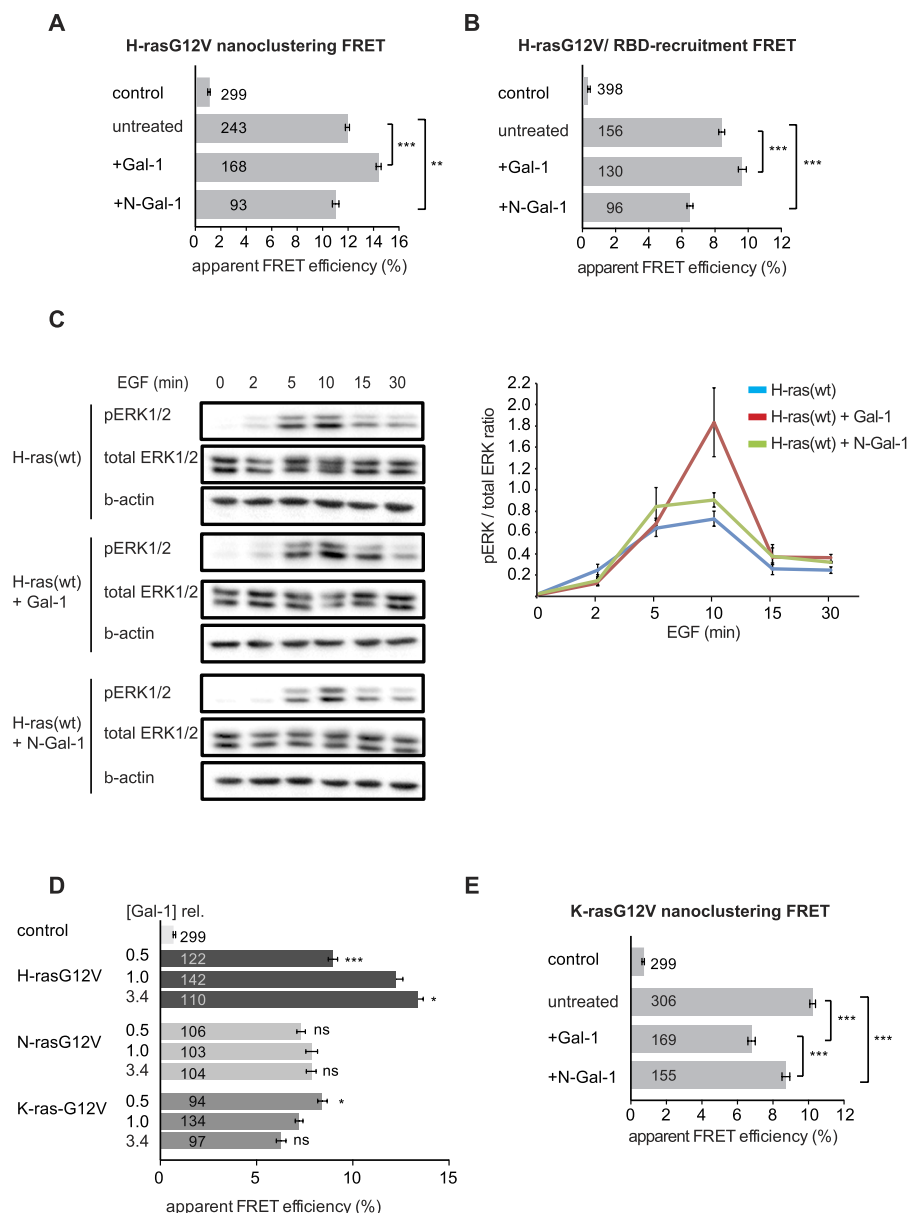 A
H-rasG12V nanoclustering FRET
control
299
untreated
243
***
**
+Gal-1
168
+N-Gal-1
93
0 2 4 6 8 10 12 14 16
apparent FRET efficiency (%)
B
H-rasG12V/ RBD-recruitment FRET
control
398
untreated
156
***
***
+Gal-1
130
+N-Gal-1
96
0 2 4 6 8 10 12
apparent FRET efficiency (%)
C
EGF (min) 0 2 5 10 15 30
H-ras(wt)
pERK1/2
total ERK1/2
b-actin
H-ras(wt)
+ Gal-1
pERK1/2
total ERK1/2
b-actin
H-ras(wt)
+ N-Gal-1
pERK1/2
total ERK1/2
b-actin
pERK / total ERK ratio
2.2
2.0
1.8
1.6
1.4
1.2
1.0
0.8
0.6
0.4
0.2
0 2 5 10 15 30
EGF (min)
H-ras(wt)
H-ras(wt) + Gal-1
H-ras(wt) + N-Gal-1
D
[Gal-1] rel.
control
299
H-rasG12V
0.5 122 ***
1.0 142
3.4 110 *
N-rasG12V
0.5 106 ns
1.0 103
3.4 104 ns
K-ras-G12V
0.5 94 *
1.0 134
3.4 97 ns
0 5 10 15
apparent FRET efficiency (%)
E
K-rasG12V nanoclustering FRET
control
299
untreated
306
***
***
***
+Gal-1
169
+N-Gal-1
155
0 2 4 6 8 10 12
apparent FRET efficiency (%)